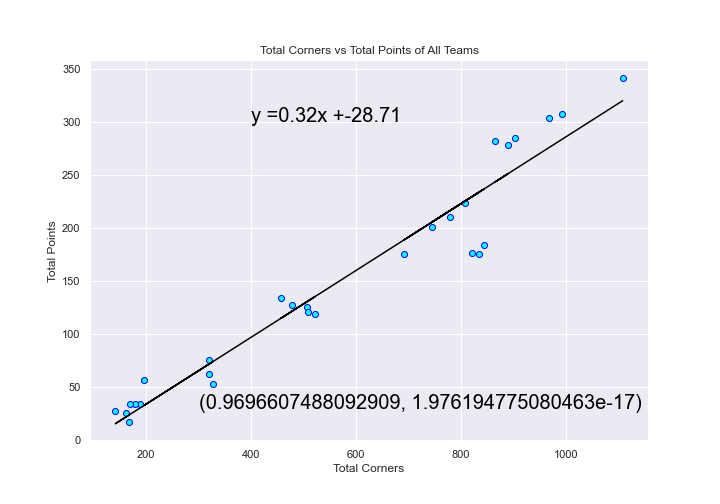 Total Corners vs Total Points of All Teams
350
300
250
200
150
100
50
0
Total Points
y =0.32x +-28.71
(0.9696607488092909, 1.976194775080463e-17)
200 400 600 800 1000
Total Corners